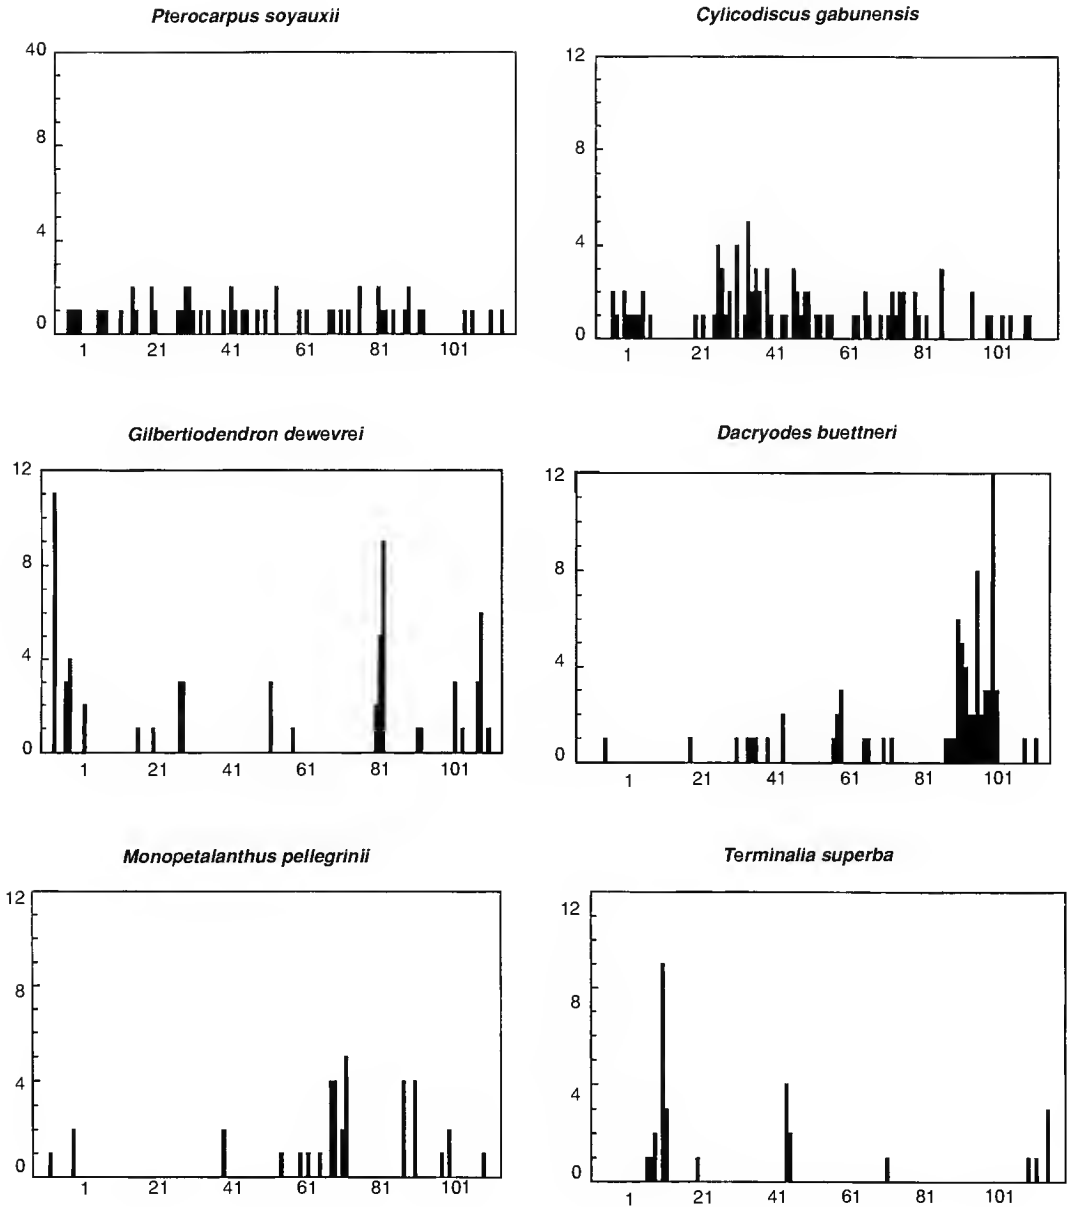 Pterocarpus soyauxii
40
8
4
0
1 21 41 61 81 101
Cylicodiscus gabunensis
12
8
4
0
1 21 41 61 81 101
Gilbertiodendron dewevrei
12
8
4
0
1 21 41 61 81 101
Dacryodes buettneri
12
8
4
0
1 21 41 61 81 101
Monopetalanthus pellegrinii
12
8
4
0
1 21 41 61 81 101
Terminalia superba
12
8
4
0
1 21 41 61 81 101